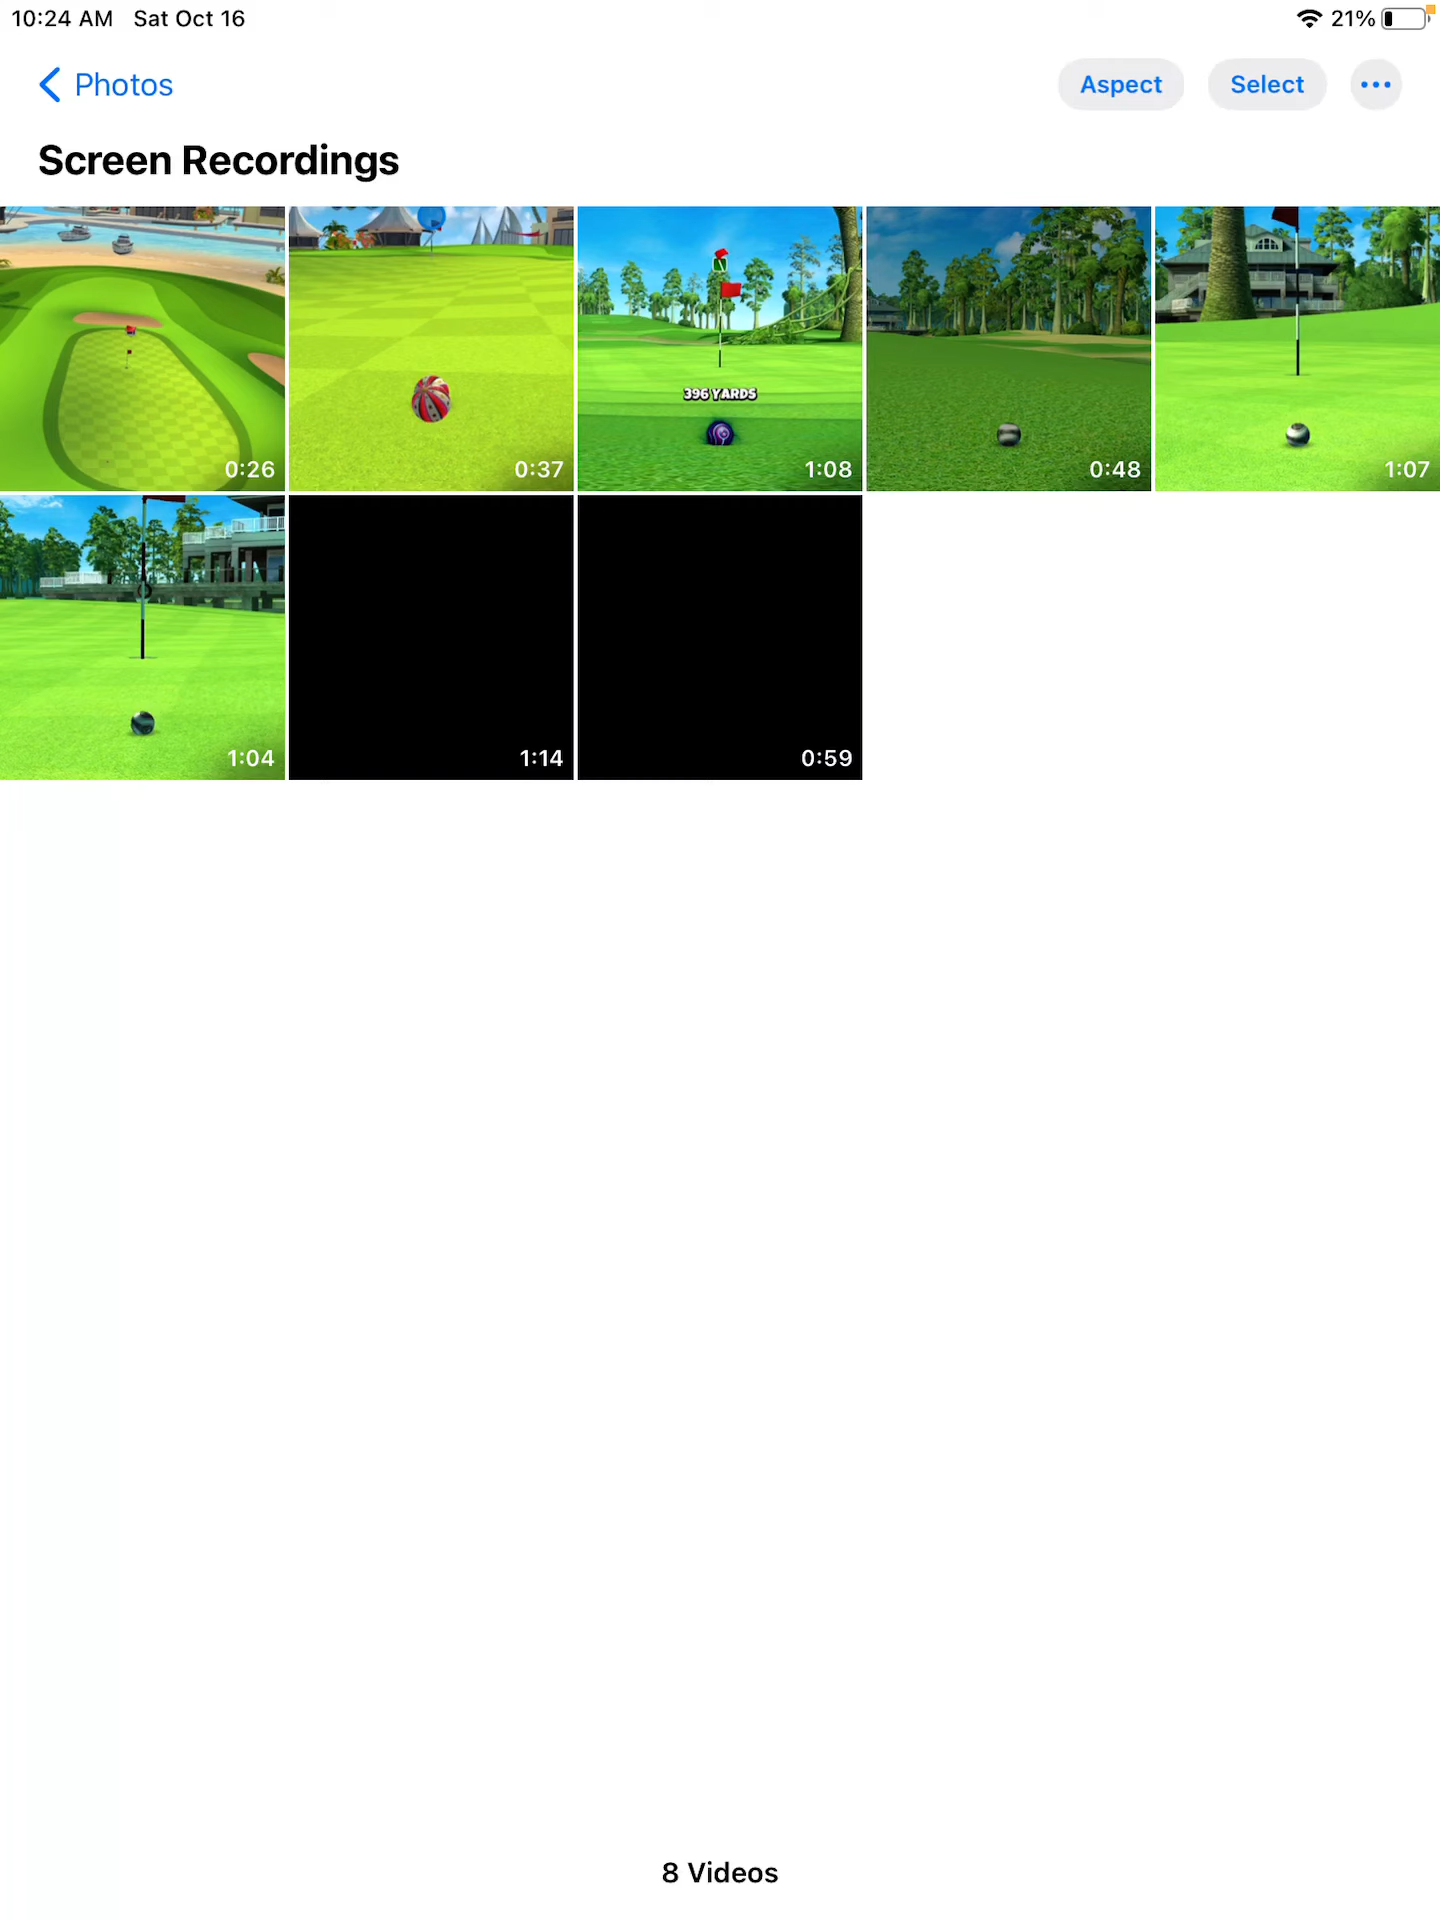 10:24 AM Sat Oct 16 21%
Photos Aspect Select
Screen Recordings
396 YARDS
0:26 0:37 1:08 0:48 1:07
1:04 1:14 0:59
8 Videos